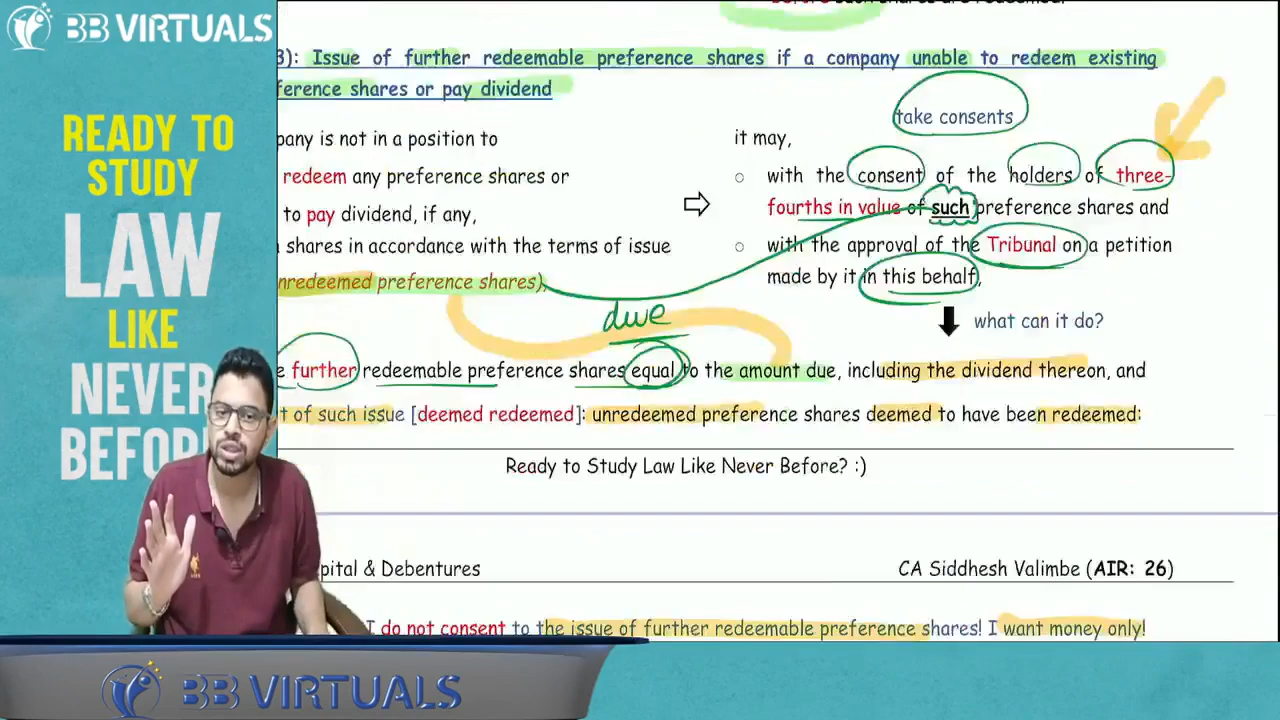 BB VIRTUALS
READY TO
STUDY
LAW
LIKE
NEVER
BEFOR
3): Issue of further redeemable preference shares if a company unable to redeem existing
ference shares or pay dividend
take consents
pany is not in a position to
redeem any preference shares or
to pay dividend, if any,
shares in accordance with the terms of issue
nredeemed preference shares),
it may,
with the consent of the holders of three-
fourths in value of such preference shares and
with the approval of the Tribunal on a petition
made by it in this behalf,
due
what can it do?
further redeemable preference shares equal to the amount due, including the dividend thereon, and
t of such issue [deemed redeemed]: unredeemed preference shares deemed to have been redeemed:
Ready to Study Law Like Never Before? :)
pital & Debentures
CA Siddhesh Valimbe (AIR: 26)
I do not consent to the issue of further redeemable preference shares! I want money only!
BB VIRTUALS